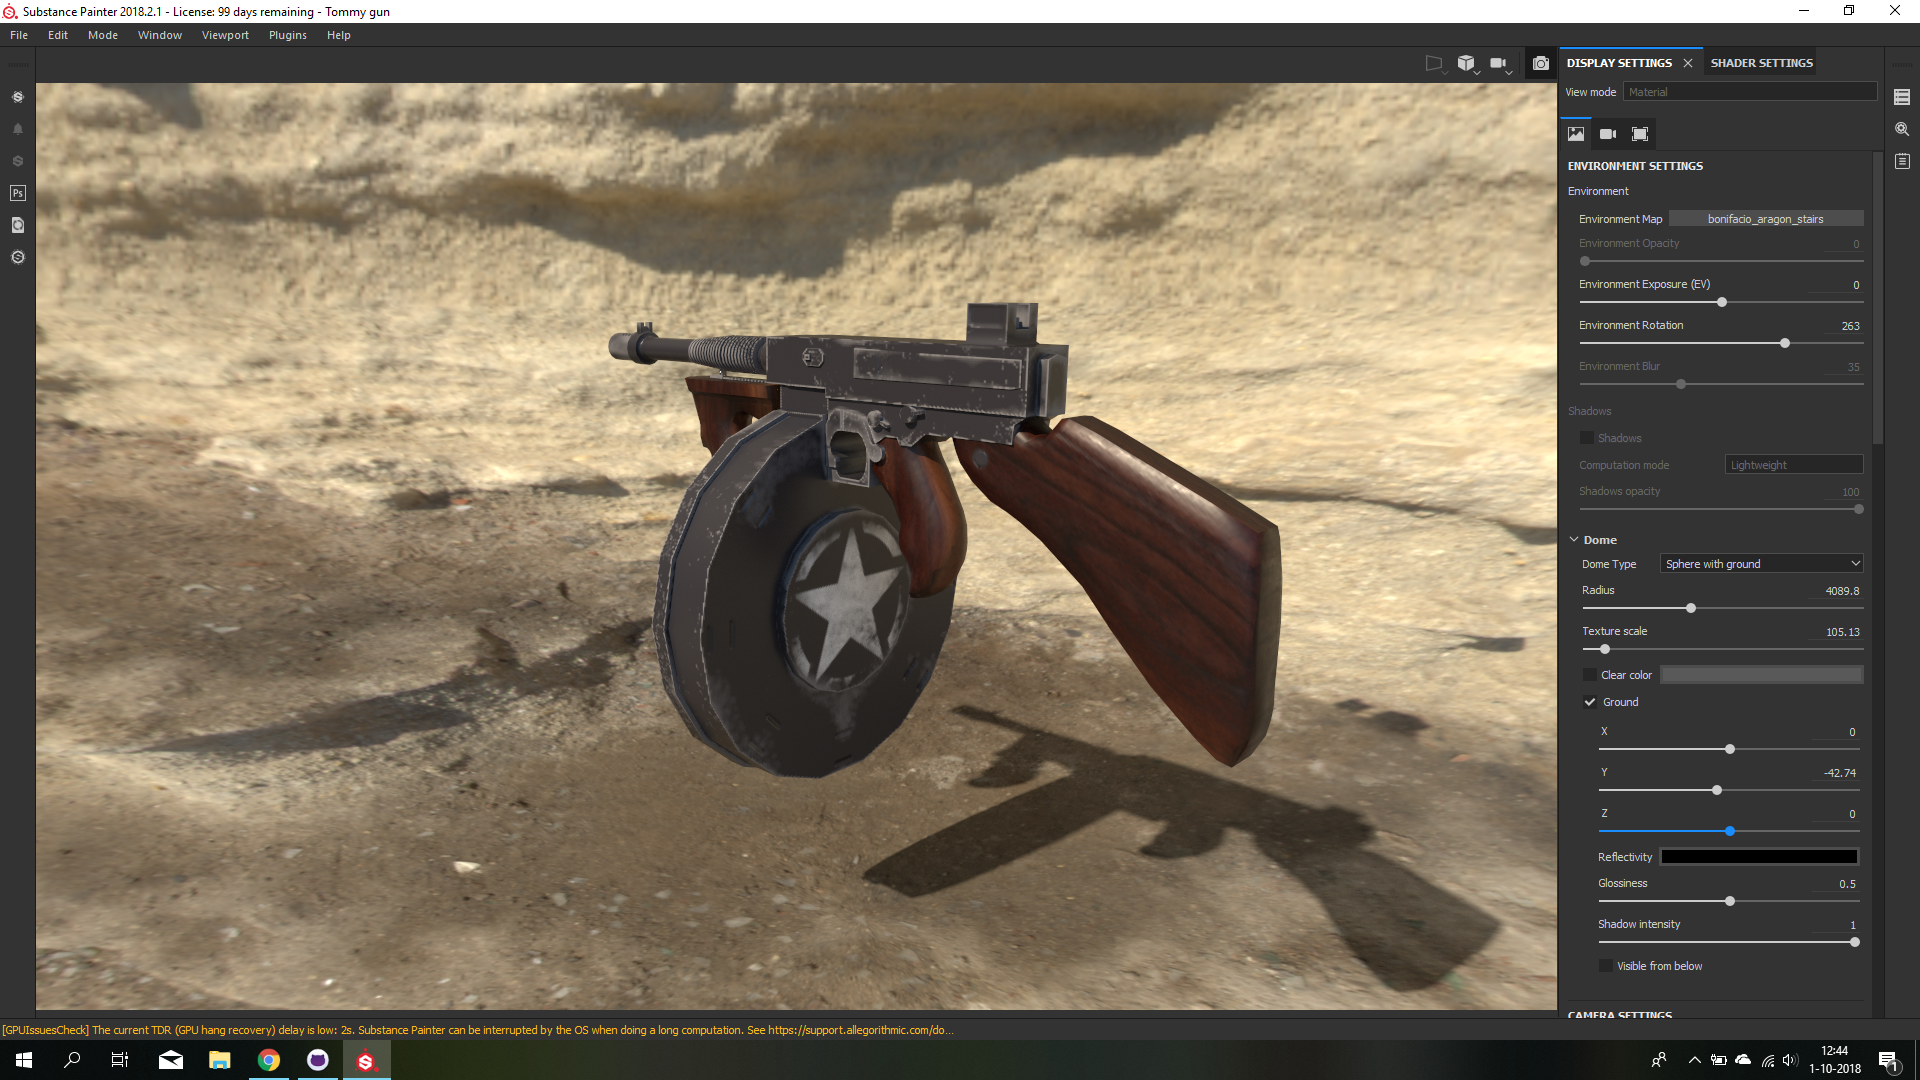 Substance Painter 2018.2.1 - License: 99 days remaining - Tommy gun
File Edit Mode Window Viewport Plugins Help
DISPLAY SETTINGS SHADER SETTINGS
View mode Material
Ps
ENVIRONMENT SETTINGS
Environment
Environment Map bonifacio_aragon_stairs
Environment Opacity 0
Environment Exposure (EV) 0
Environment Rotation 263
Environment Blur 35
Shadows
Shadows
Computation mode Lightweight
Shadows opacity 100
Dome
Dome Type Sphere with ground
Radius 4089.8
Texture scale 105.13
Clear color
Ground
X 0
Y -42.74
Z 0
Reflectivity
Glossiness 0.5
Shadow intensity 1
Visible from below
CAMERA SETTINGS
[GPUIssuesCheck] The current TDR (GPU hang recovery) delay is low: 2s. Substance Painter can be interrupted by the OS when doing a long computation. See https://support.allegorithmic.com/do...
12:44
1-10-2018
1